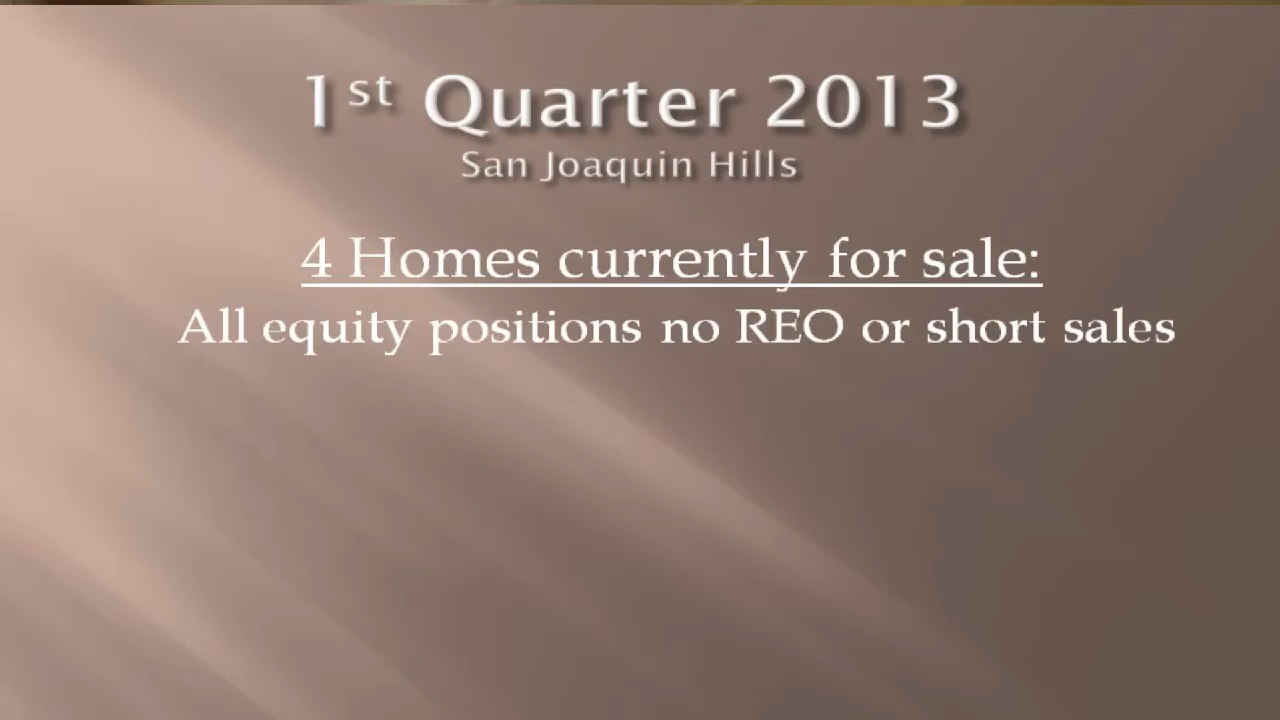 1st Quarter 2013
San Joaquin Hills
4 Homes currently for sale:
All equity positions no REO or short sales